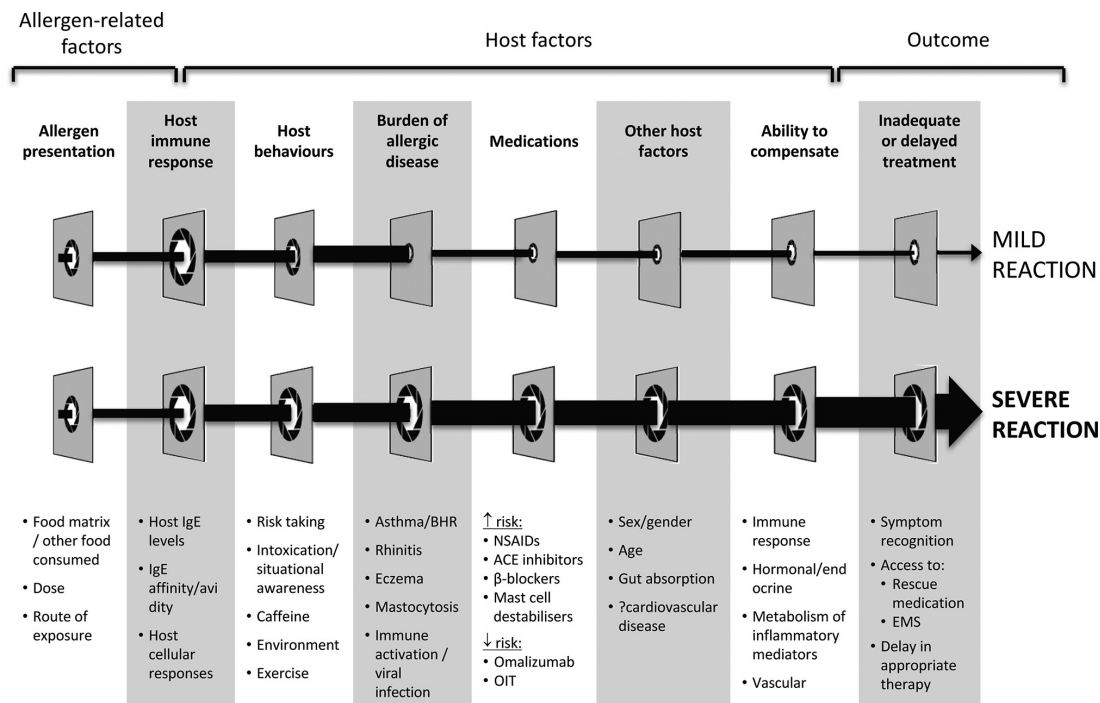 Allergen-related
factors
Host factors
Outcome
Allergen
presentation
Host
immune
response
Host
behaviours
Burden of
allergic
disease
Medications
Other host
factors
Ability to
compensate
Inadequate
or delayed
treatment
MILD
REACTION
SEVERE
REACTION
• Food matrix
/ other food
consumed
• Dose
• Route of
exposure
• Host IgE
levels
• IgE
affinity/avi
dity
• Host
cellular
responses
• Risk taking
• Intoxication/
situational
awareness
• Caffeine
• Environment
• Exercise
• Asthma/BHR
• Rhinitis
• Eczema
• Mastocytosis
• Immune
activation /
viral
infection
↑ risk:
• NSAIDs
• ACE inhibitors
• β-blockers
• Mast cell
destabilisers
↓ risk:
• Omalizumab
• OIT
• Sex/gender
• Age
• Gut absorption
• ?cardiovascular
disease
• Immune
response
• Hormonal/end
ocrine
• Metabolism of
inflammatory
mediators
• Vascular
• Symptom
recognition
• Access to:
• Rescue
medication
• EMS
• Delay in
appropriate
therapy